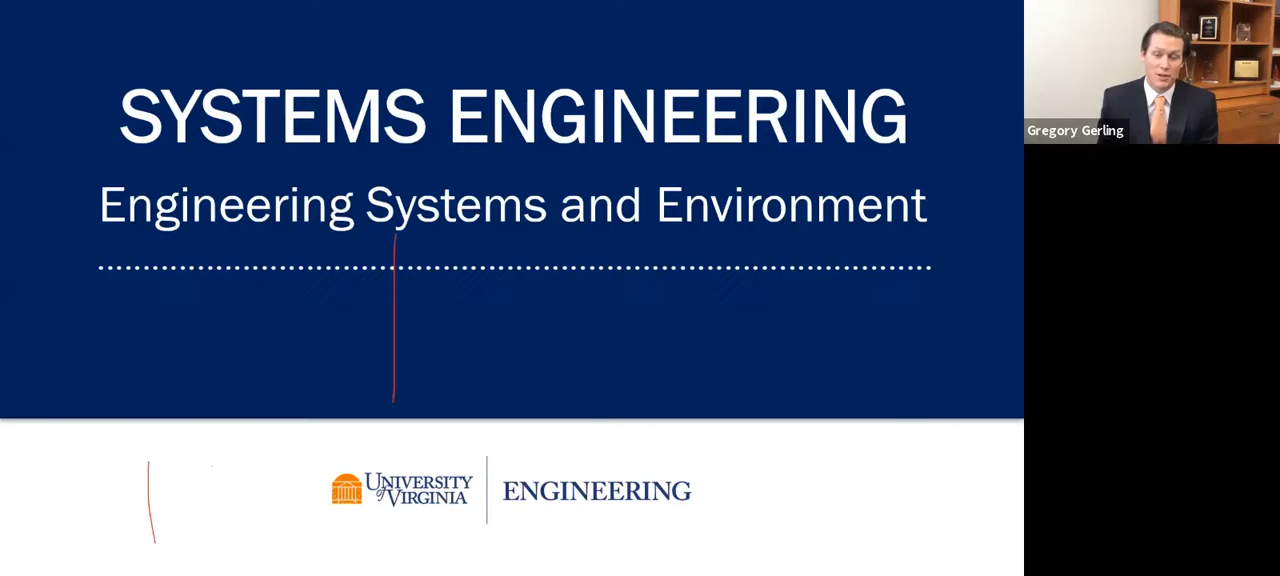 SYSTEMS ENGINEERING
Engineering Systems and Environment
UNIVERSITY of VIRGINIA
ENGINEERING
Gregory Gerling